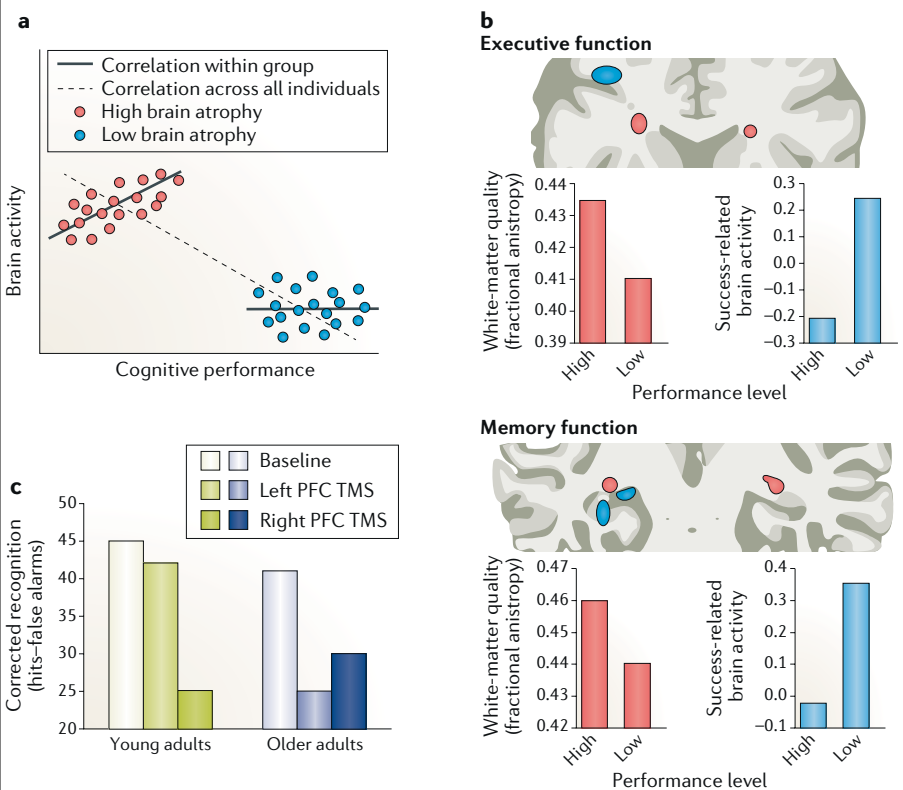 a
Correlation within group
Correlation across all individuals
High brain atrophy
Low brain atrophy
Brain activity
Cognitive performance
b
Executive function
White-matter quality
(fractional anistropy)
0.44
0.43
0.42
0.41
0.40
0.39
High
Low
Success-related
brain activity
0.3
0.2
0.1
0.0
−0.1
−0.2
−0.3
High
Low
Performance level
Memory function
White-matter quality
(fractional anistropy)
0.47
0.46
0.45
0.44
0.43
0.42
High
Low
Success-related
brain activity
0.4
0.3
0.2
0.1
0.0
−0.1
High
Low
Performance level
c
Baseline
Left PFC TMS
Right PFC TMS
Corrected recognition
(hits–false alarms)
50
45
40
35
30
25
20
Young adults
Older adults